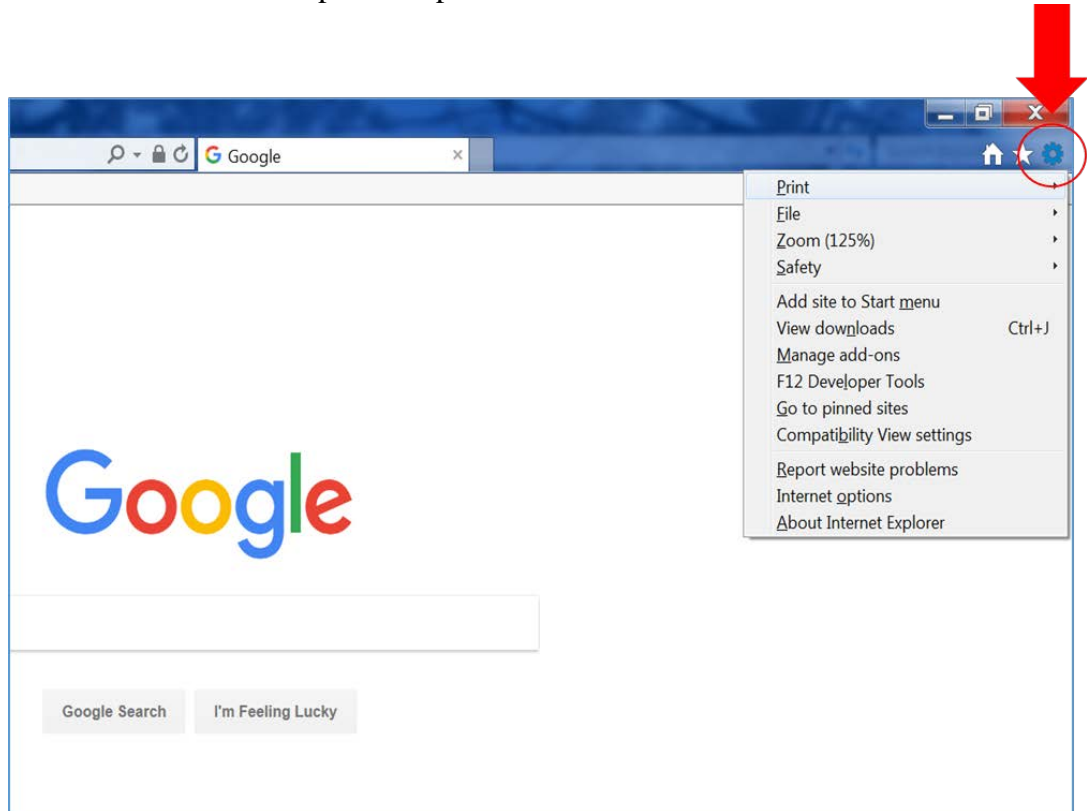 Google
Print
File
Zoom (125%)
Safety
Add site to Start menu
View downloads Ctrl+J
Manage add-ons
F12 Developer Tools
Go to pinned sites
Compatibility View settings
Report website problems
Internet options
About Internet Explorer
Google
Google Search
I'm Feeling Lucky